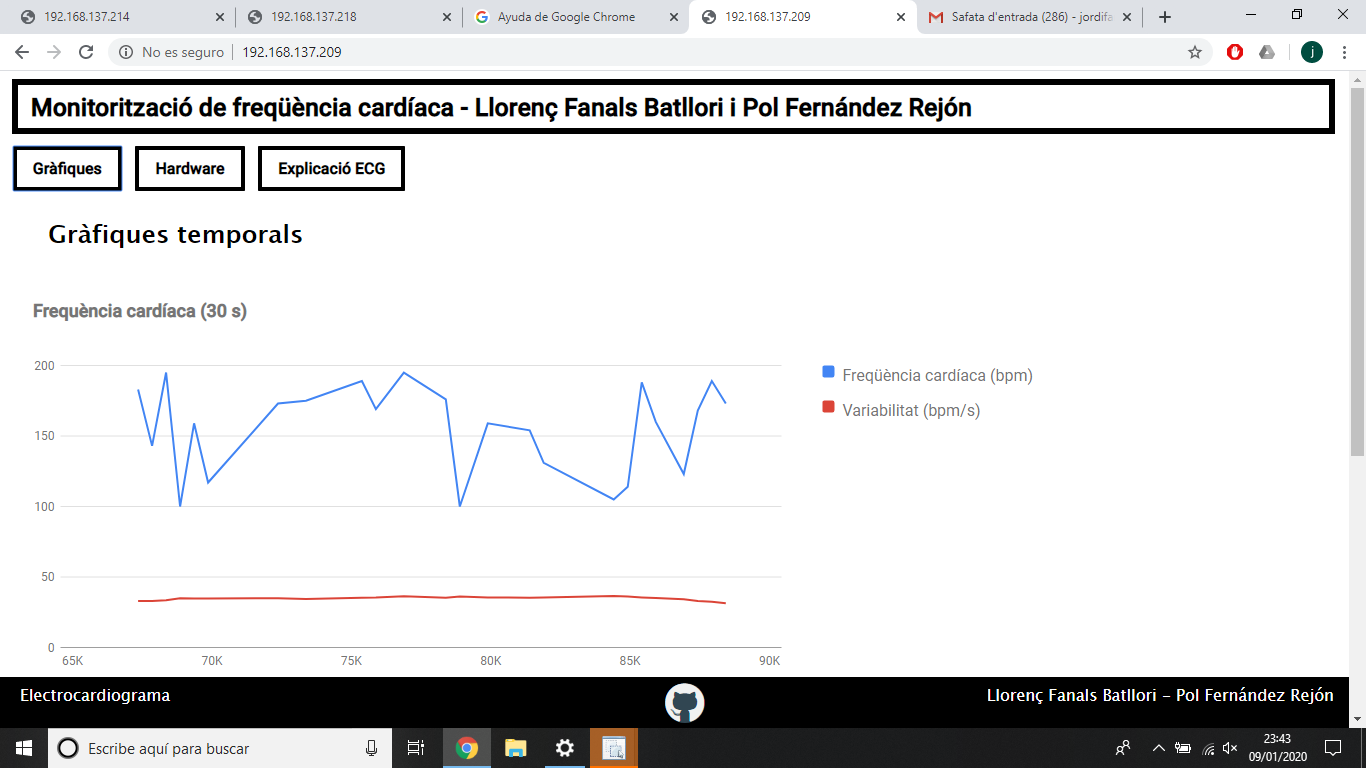 192.168.137.214
192.168.137.218
Ayuda de Google Chrome
192.168.137.209
Safata d'entrada (286) - jordifa
No es seguro
192.168.137.209
j
Monitorització de freqüència cardíaca - Llorenç Fanals Batllori i Pol Fernández Rejón
Gràfiques
Hardware
Explicació ECG
Gràfiques temporals
Frequència cardíaca (30 s)
200
150
100
50
0
65K
70K
75K
80K
85K
90K
Freqüència cardíaca (bpm)
Variabilitat (bpm/s)
Electrocardiograma
Llorenç Fanals Batllori - Pol Fernández Rejón
Escribe aquí para buscar
23:43
09/01/2020